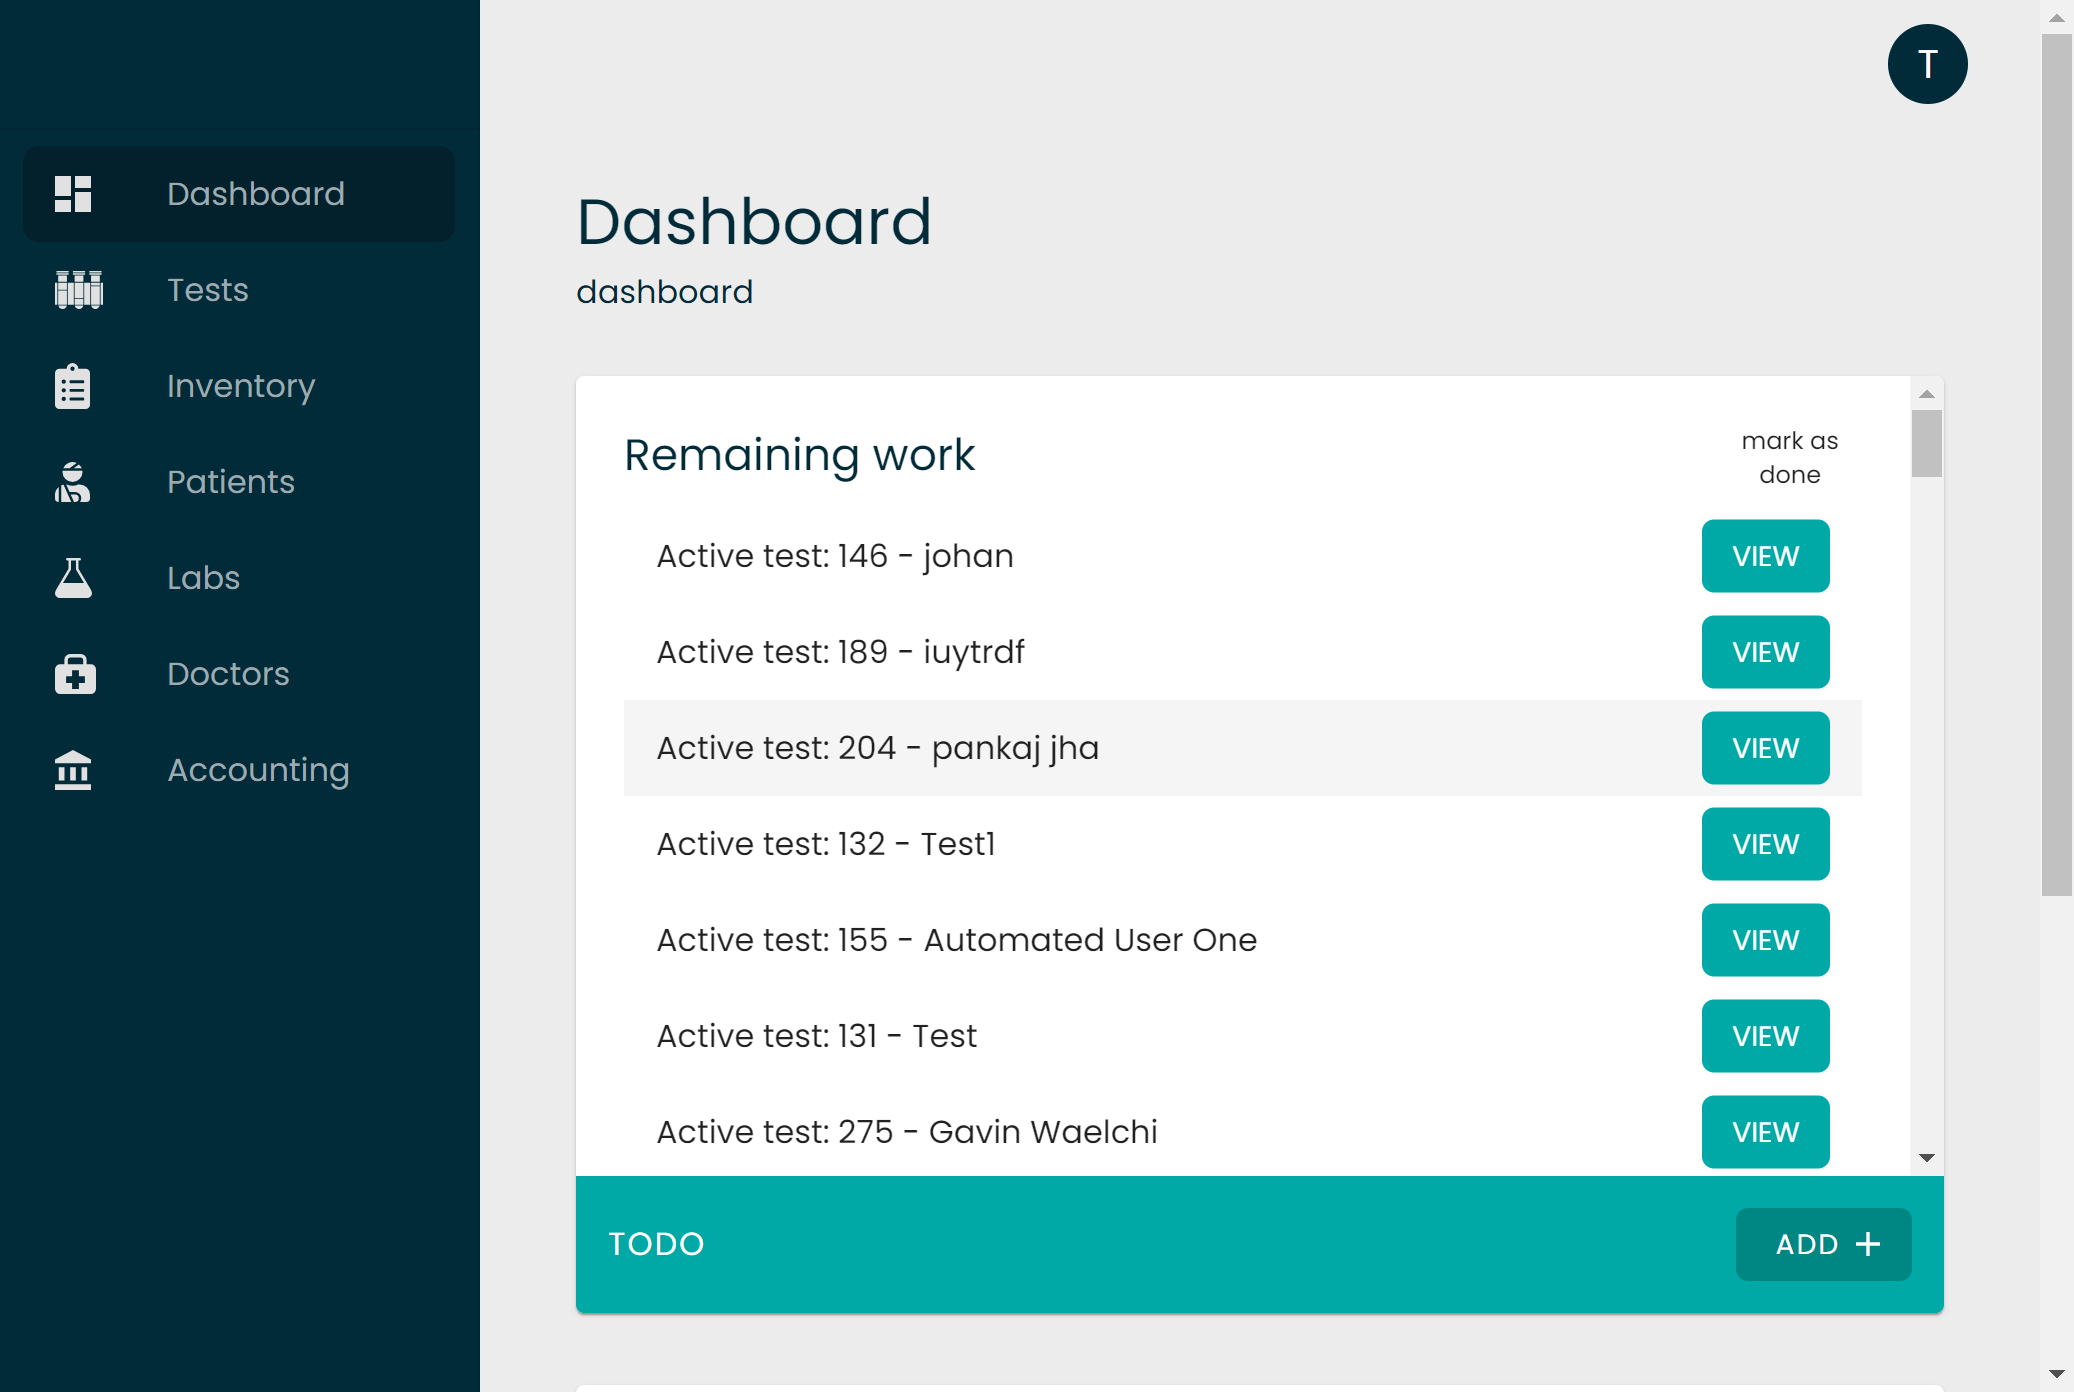 T
Dashboard
Tests
Inventory
Patients
Labs
Doctors
Accounting
Dashboard
dashboard
Remaining work
mark as
done
Active test: 146 - johan VIEW
Active test: 189 - iuytrdf VIEW
Active test: 204 - pankaj jha VIEW
Active test: 132 - Test1 VIEW
Active test: 155 - Automated User One VIEW
Active test: 131 - Test VIEW
Active test: 275 - Gavin Waelchi VIEW
TODO ADD +